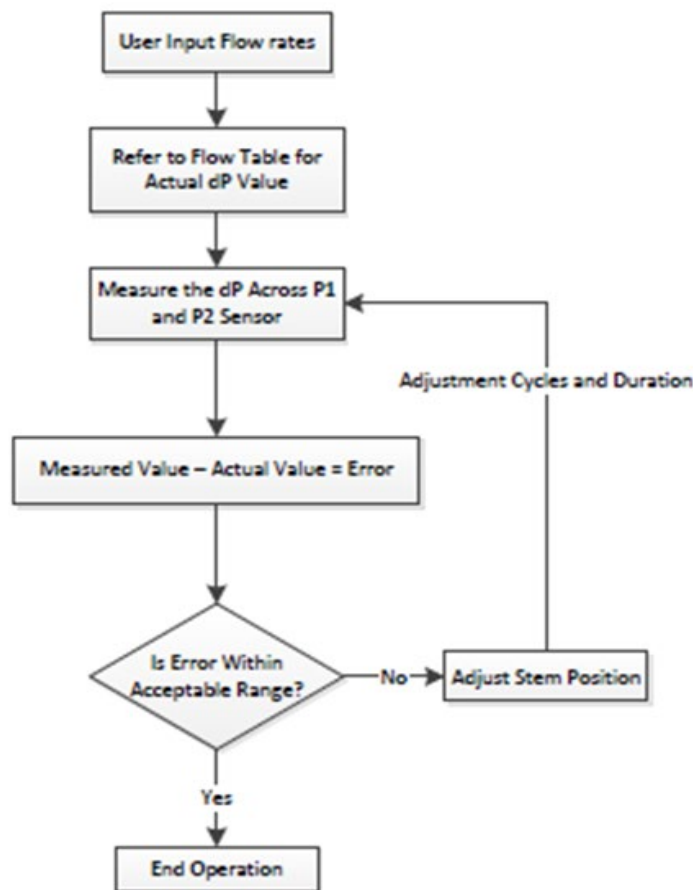 User Input Flow rates
Refer to Flow Table for
Actual dP Value
Measure the dP Across P1
and P2 Sensor
Adjustment Cycles and Duration
Measured Value – Actual Value = Error
Is Error Within
Acceptable Range?
No
Adjust Stem Position
Yes
End Operation